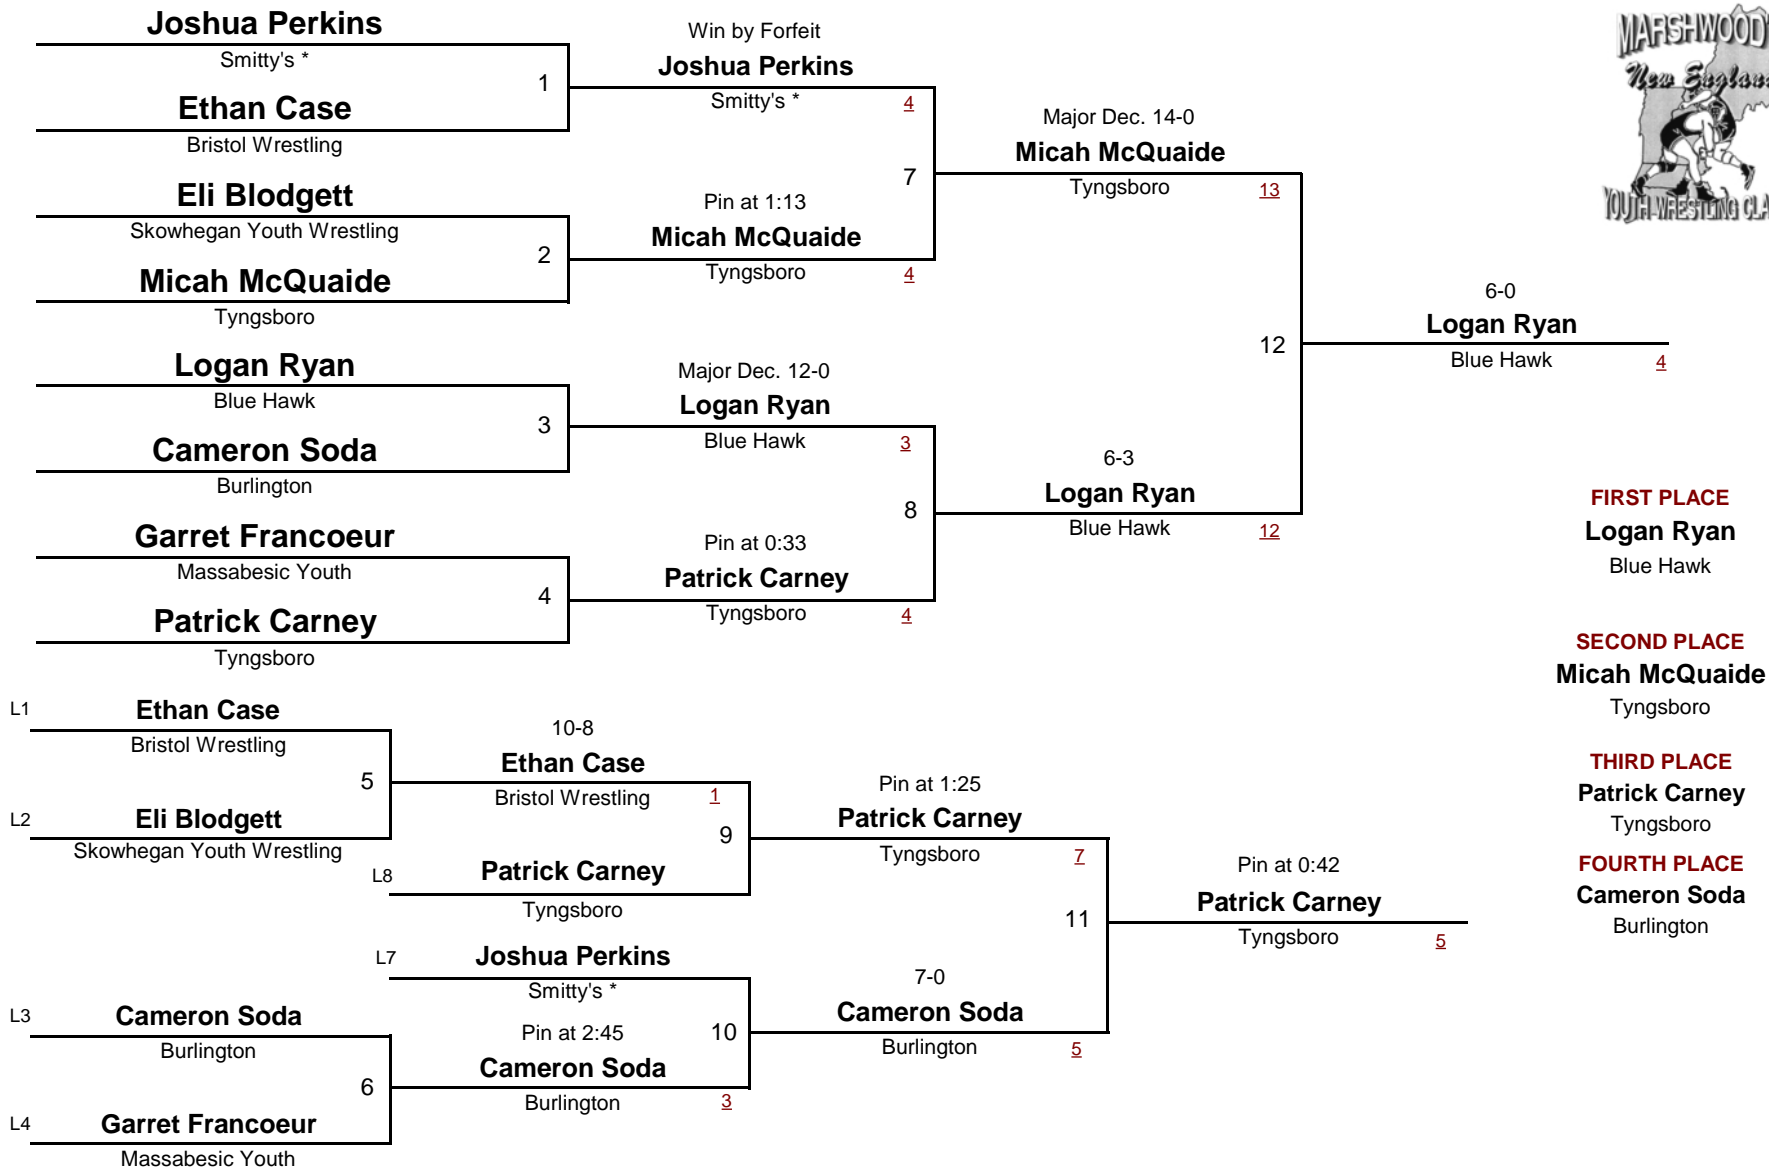 Joshua Perkins
Smitty's *
1
Ethan Case
Bristol Wrestling
Eli Blodgett
Skowhegan Youth Wrestling
2
Micah McQuaide
Tyngsboro
Logan Ryan
Blue Hawk
3
Cameron Soda
Burlington
Garret Francoeur
Massabesic Youth
4
Patrick Carney
Tyngsboro
Win by Forfeit
Joshua Perkins
Smitty's *
4
7
Pin at 1:13
Micah McQuaide
Tyngsboro
4
Major Dec. 12-0
Logan Ryan
Blue Hawk
3
8
Pin at 0:33
Patrick Carney
Tyngsboro
4
Major Dec. 14-0
Micah McQuaide
Tyngsboro
13
12
6-3
Logan Ryan
Blue Hawk
12
6-0
Logan Ryan
Blue Hawk
4
MARSHWOOD
New England
YOUTH WRESTLING CLA
FIRST PLACE
Logan Ryan
Blue Hawk
SECOND PLACE
Micah McQuaide
Tyngsboro
THIRD PLACE
Patrick Carney
Tyngsboro
FOURTH PLACE
Cameron Soda
Burlington
L1
Ethan Case
Bristol Wrestling
5
L2
Eli Blodgett
Skowhegan Youth Wrestling
10-8
Ethan Case
Bristol Wrestling
1
9
L8
Patrick Carney
Tyngsboro
L7
Joshua Perkins
Smitty's *
10
L3
Cameron Soda
Burlington
6
L4
Garret Francoeur
Massabesic Youth
Pin at 2:45
Cameron Soda
Burlington
3
Pin at 1:25
Patrick Carney
Tyngsboro
7
11
7-0
Cameron Soda
Burlington
5
Pin at 0:42
Patrick Carney
Tyngsboro
5